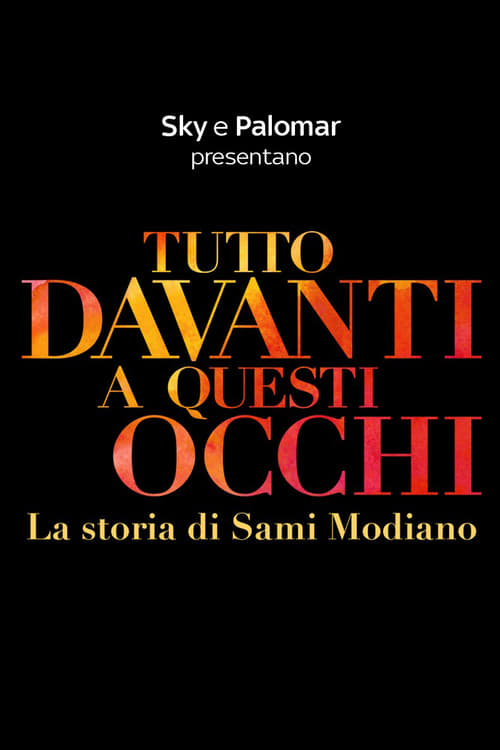 Sky e Palomar
presentano
TUTTO
DAVANTI
A QUESTI
OCCHI
La storia di Sami Modiano